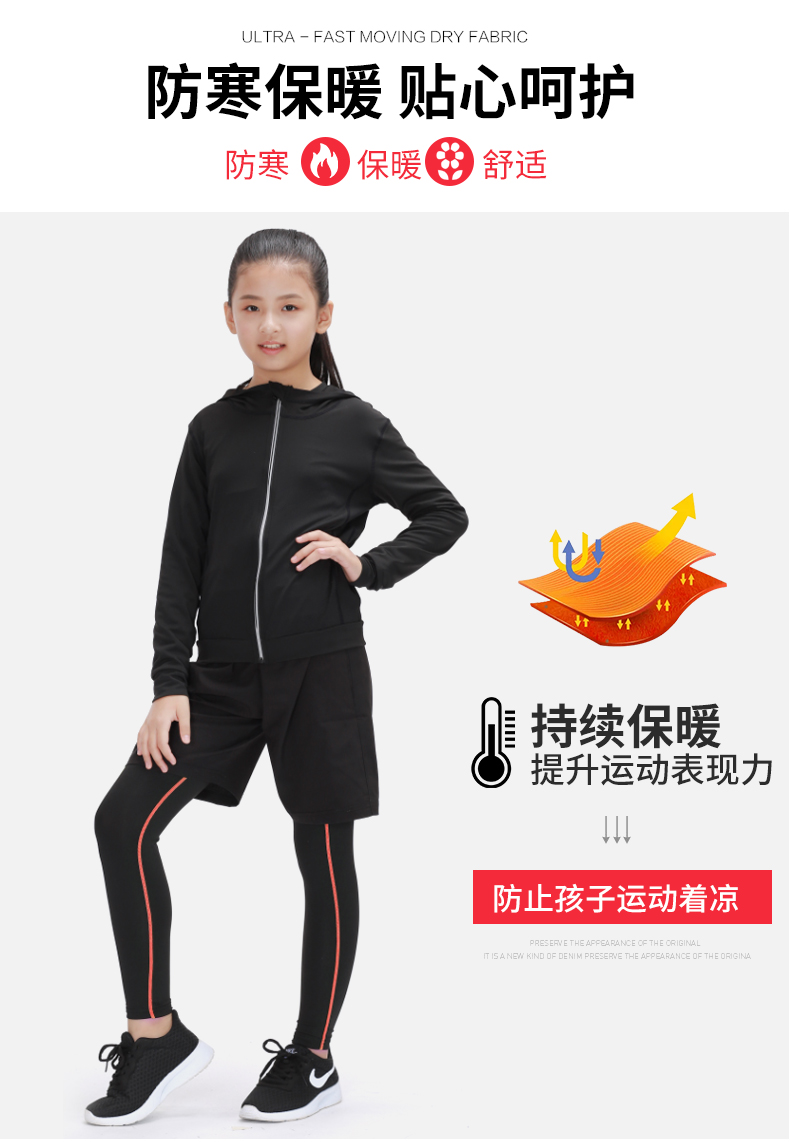 ULTRA - FAST MOVING DRY FABRIC
防寒保暖 贴心呵护
防寒 保暖 舒适
持续保暖
提升运动表现力
防止孩子运动着凉
PRESERVE THE APPEARANCE OF THE ORIGINAL
IT IS A NEW KIND OF DENIM PRESERVE THE APPEARANCE OF THE ORIGINA